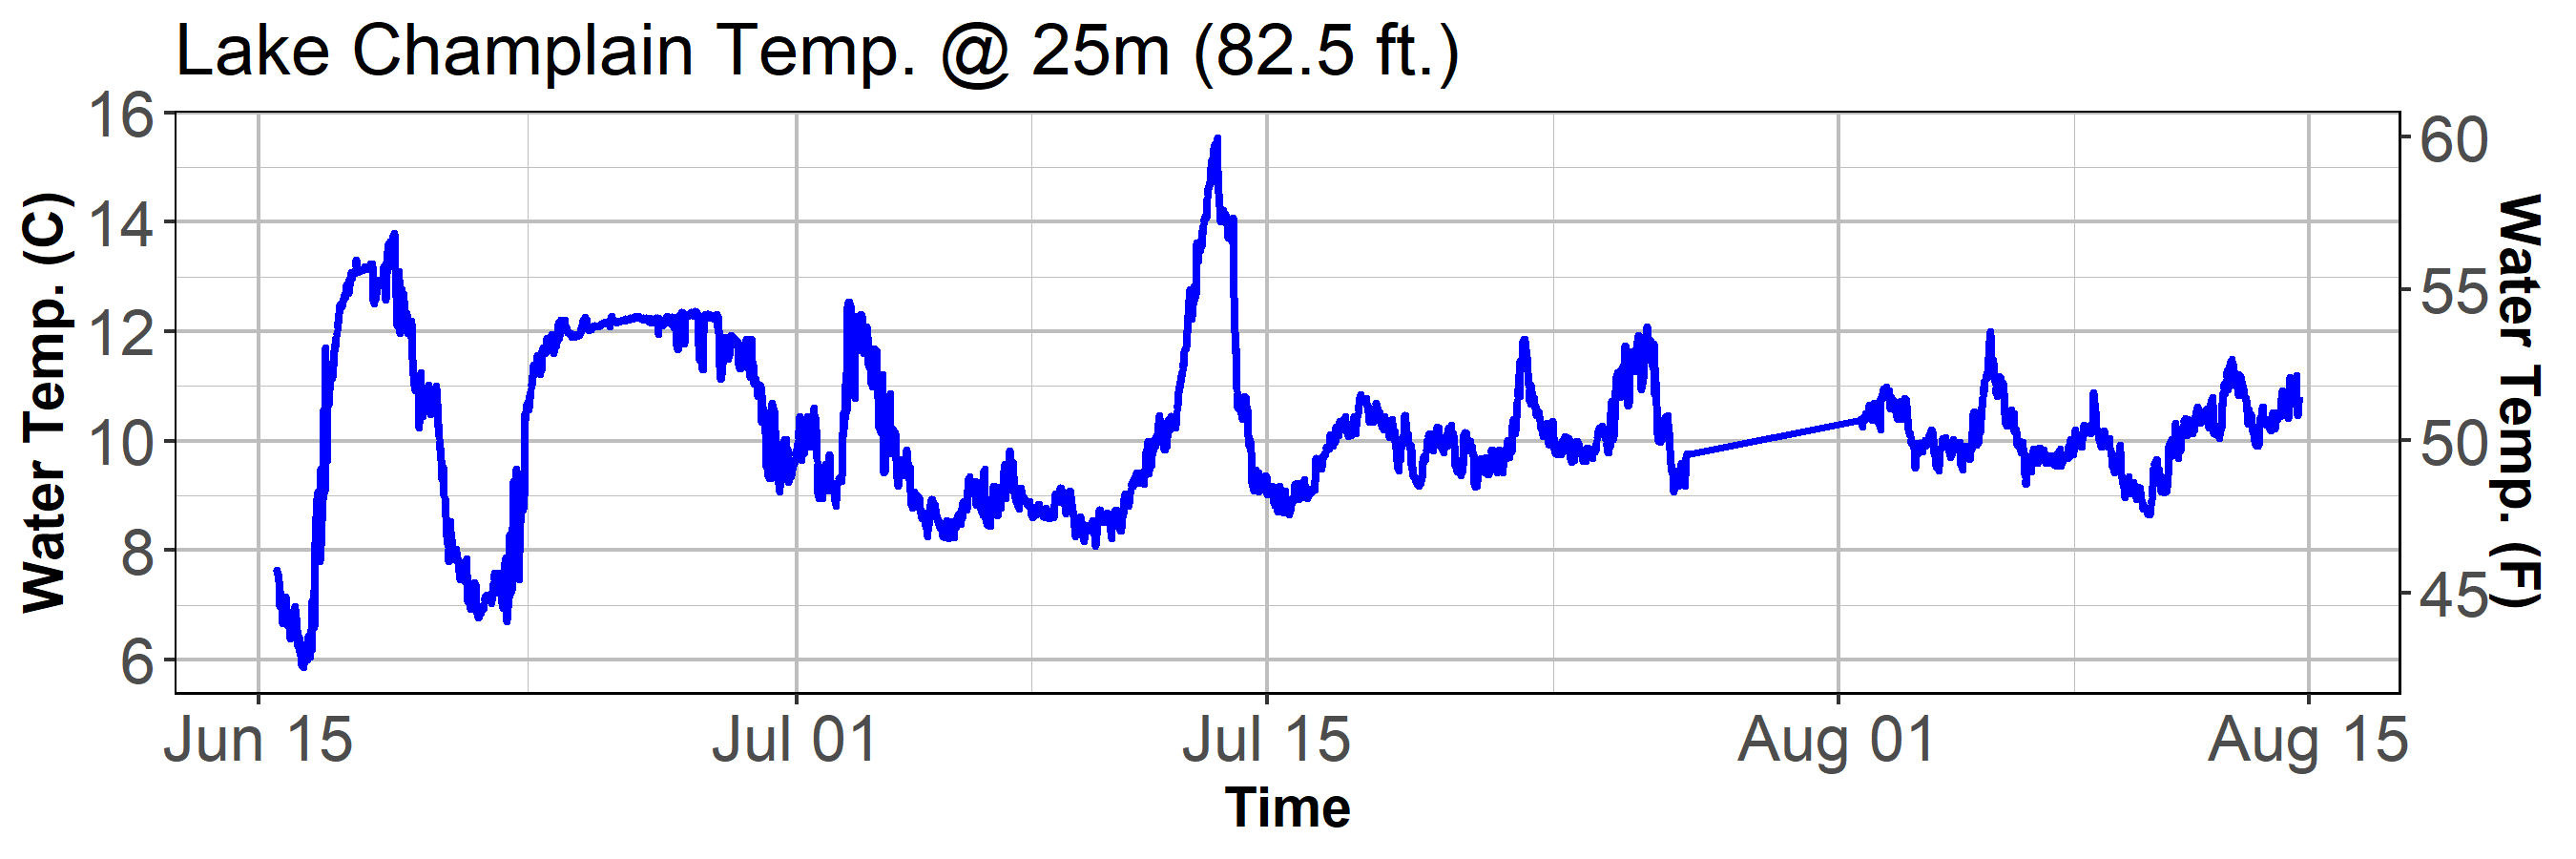 Lake Champlain Temp. @ 25m (82.5 ft.)
Water Temp. (C)
16
14
12
10
8
6
60
55
50
45
Water Temp. (F)
Jun 15
Jul 01
Jul 15
Aug 01
Aug 15
Time